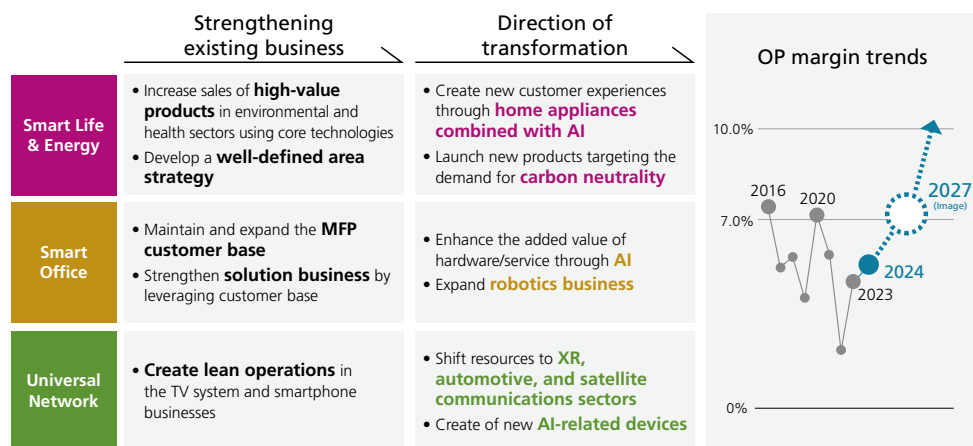 Strengthening
existing business
Direction of
transformation
Smart Life
& Energy
• Increase sales of high-value
products in environmental and
health sectors using core technologies
• Develop a well-defined area
strategy
• Create new customer experiences
through home appliances
combined with AI
• Launch new products targeting the
demand for carbon neutrality
Smart
Office
• Maintain and expand the MFP
customer base
• Strengthen solution business by
leveraging customer base
• Enhance the added value of
hardware/service through AI
• Expand robotics business
Universal
Network
• Create lean operations in
the TV system and smartphone
businesses
• Shift resources to XR,
automotive, and satellite
communications sectors
• Create of new AI-related devices
OP margin trends
10.0%
2016
2020
2027
(Image)
7.0%
2024
2023
0%